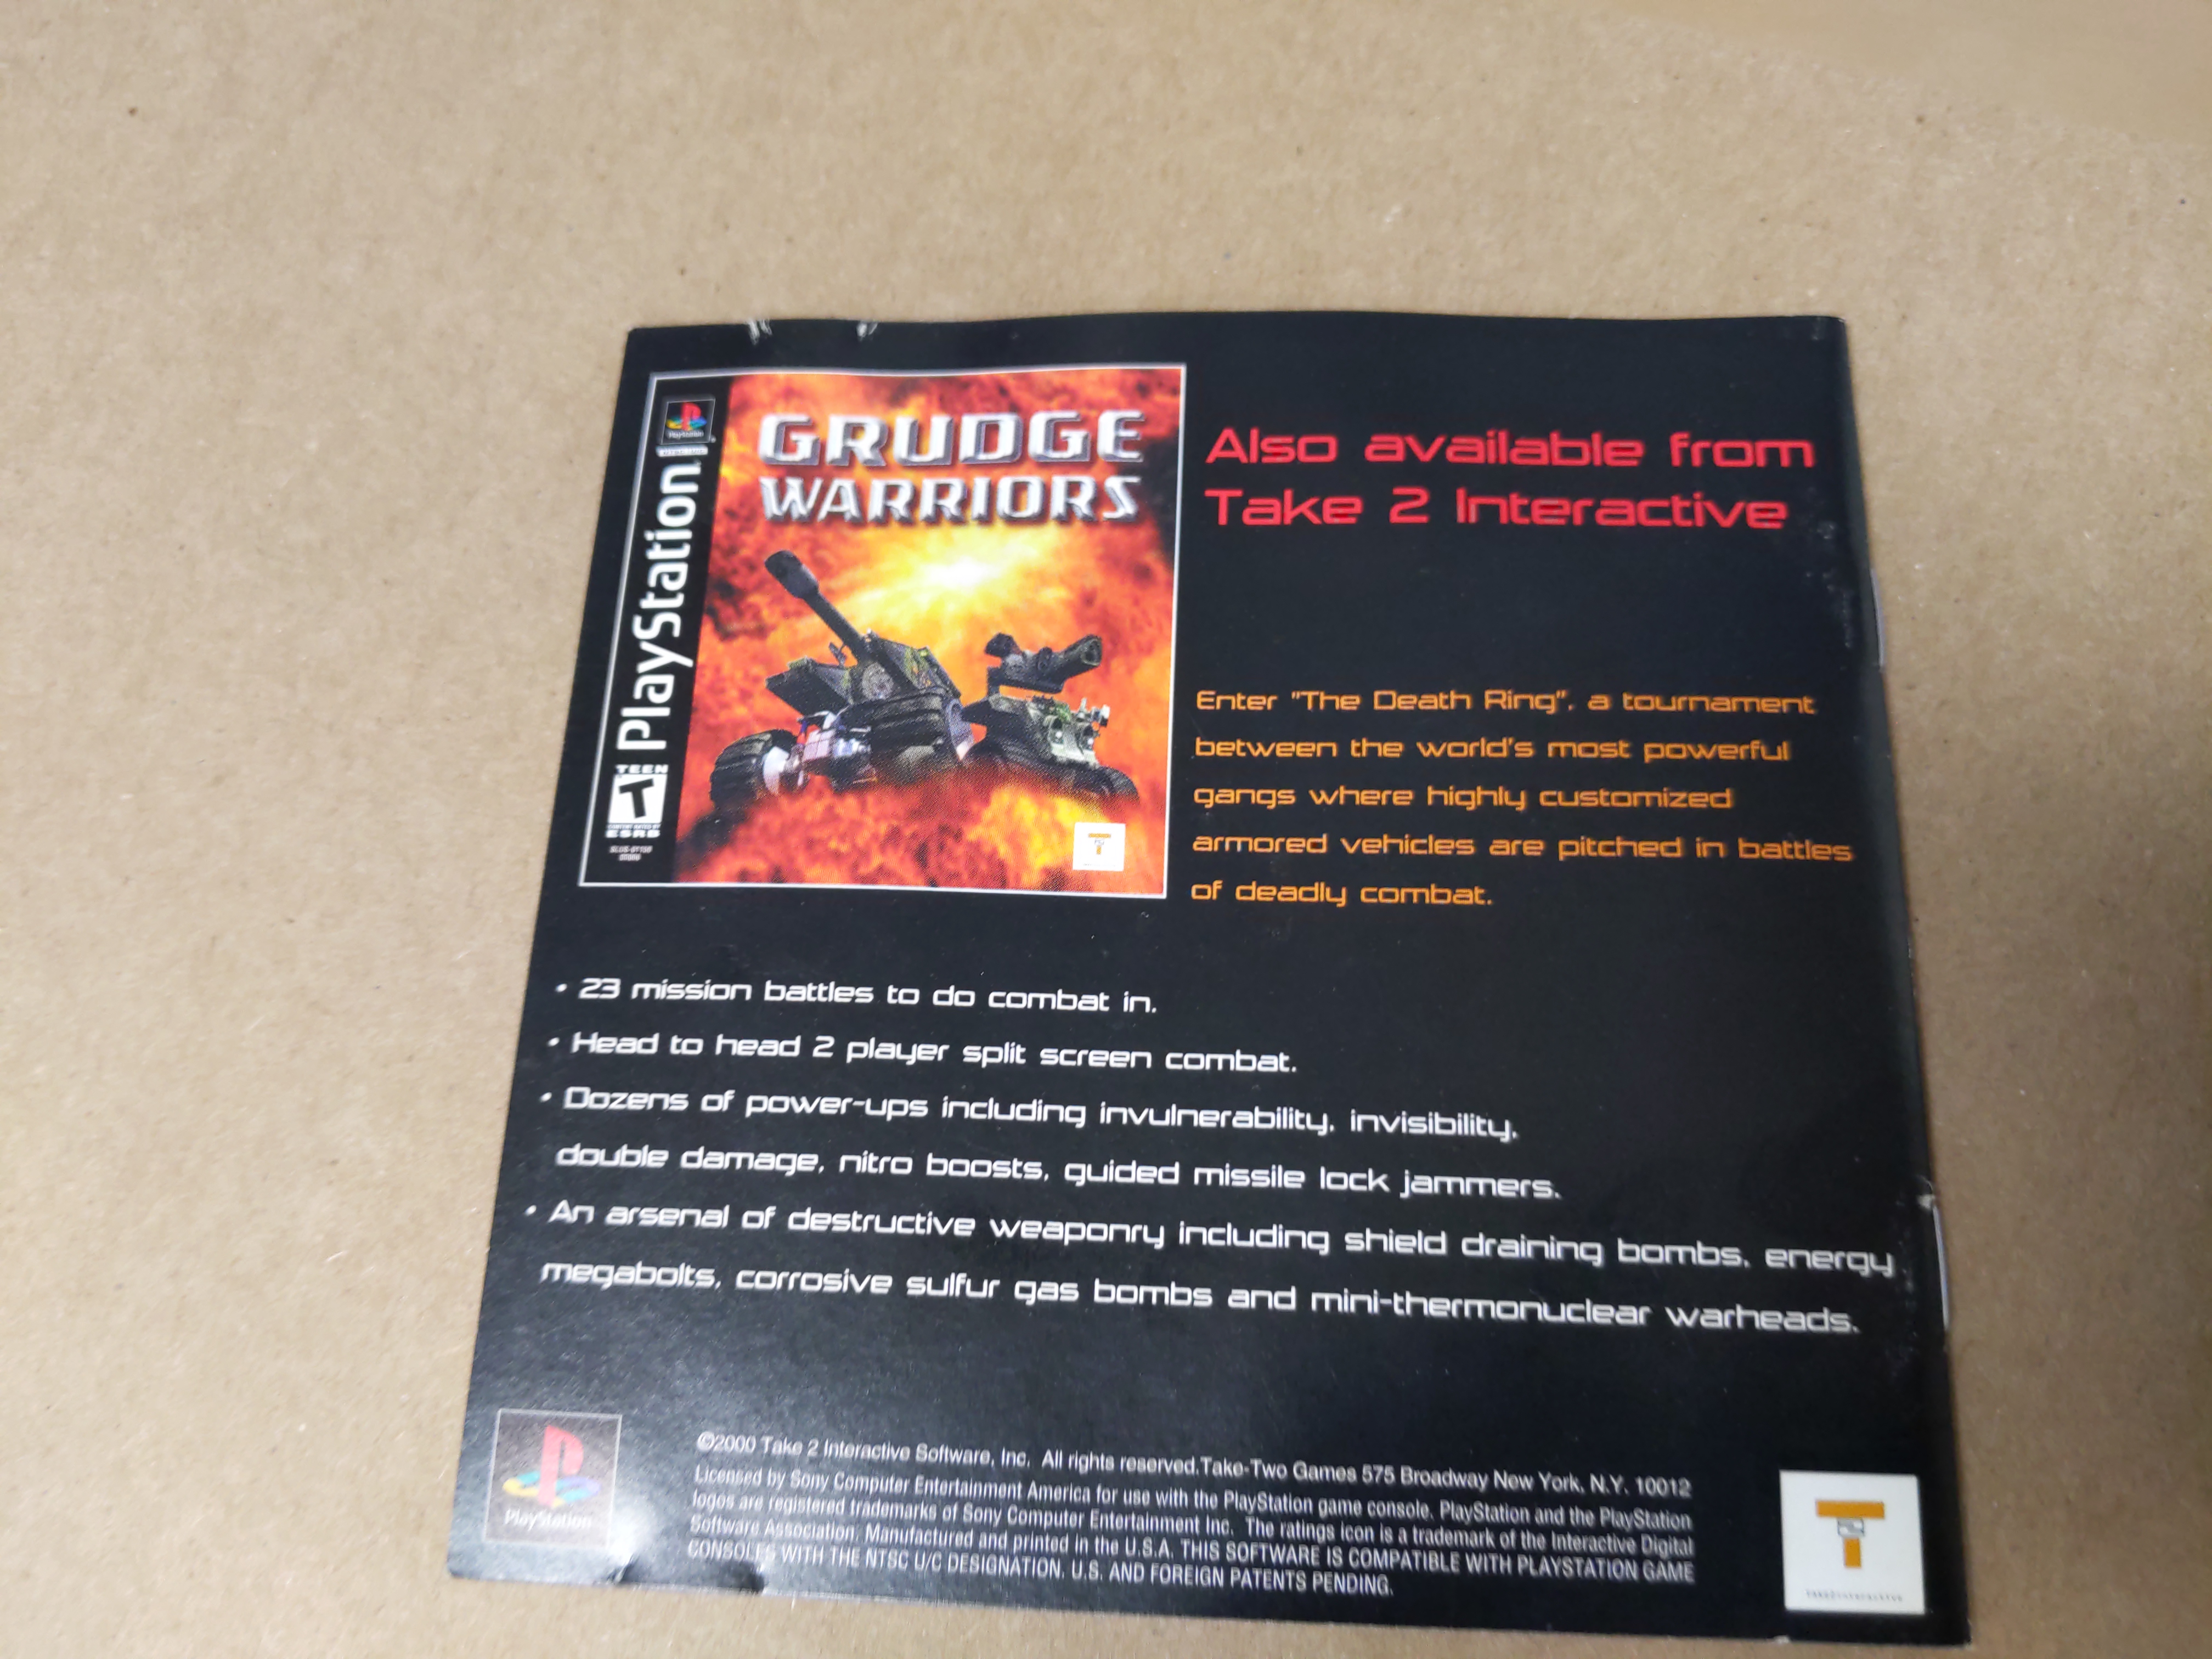 PlayStation
PlayStation
TEEN
T
CONTENT RATED BY
ESRB
GRUDGE
WARRIORS
T
Also available from
Take 2 Interactive
Enter "The Death Ring", a tournament
between the world's most powerful
gangs where highly customized
armored vehicles are pitched in battles
of deadly combat.
• 23 mission battles to do combat in.
• Head to head 2 player split screen combat.
• Dozens of power-ups including invulnerability, invisibility,
double damage, nitro boosts, guided missile lock jammers.
• An arsenal of destructive weaponry including shield draining bombs, energy
megabolts, corrosive sulfur gas bombs and mini-thermonuclear warheads.
PlayStation
©2000 Take 2 Interactive Software, Inc. All rights reserved.Take-Two Games 575 Broadway New York, N.Y. 10012
Licensed by Sony Computer Entertainment America for use with the PlayStation game console. PlayStation and the PlayStation
logos are registered trademarks of Sony Computer Entertainment Inc. The ratings icon is a trademark of the Interactive Digital
Software Association. Manufactured and printed in the U.S.A. THIS SOFTWARE IS COMPATIBLE WITH PLAYSTATION GAME
CONSOLES WITH THE NTSC U/C DESIGNATION. U.S. AND FOREIGN PATENTS PENDING.
T